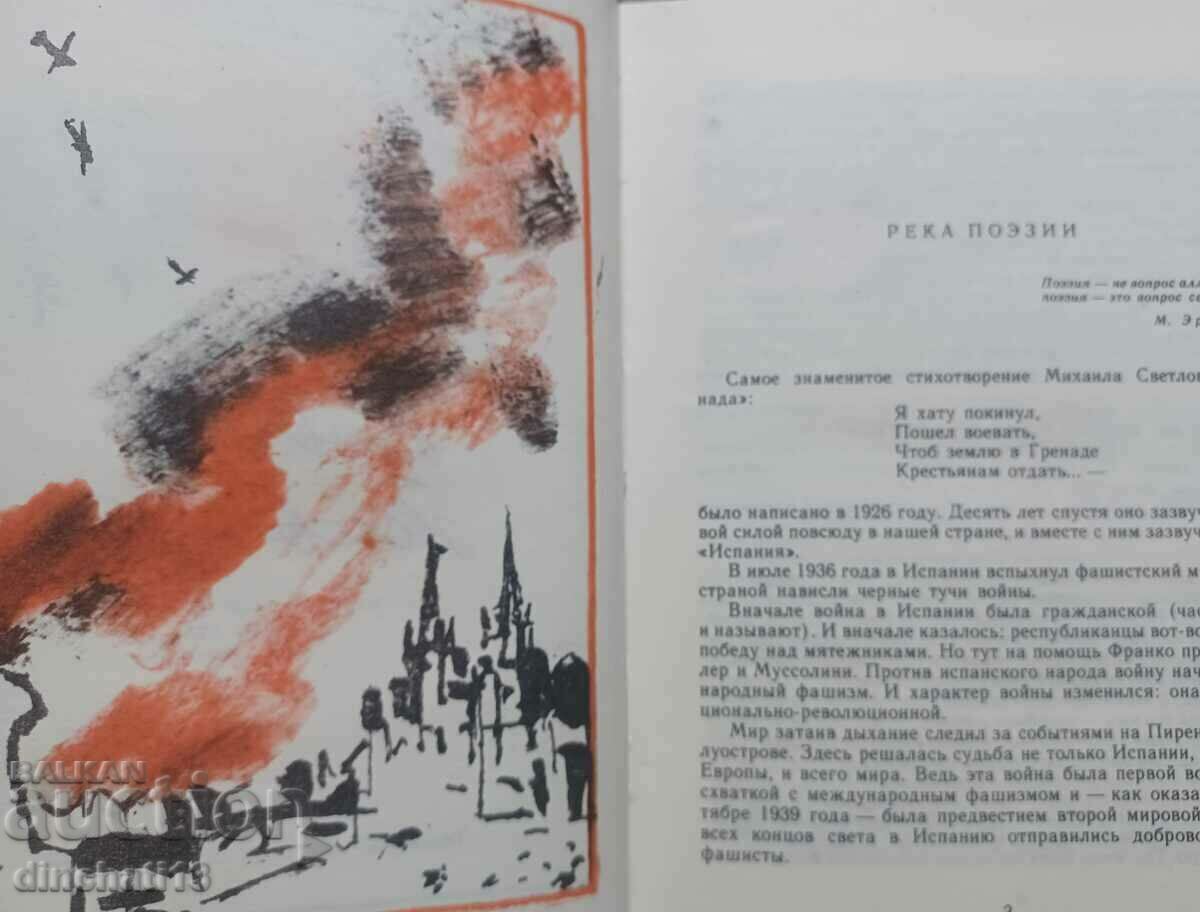 РЕКА ПОЭЗИИ
Поэзия — не вопрос
поэзия — это вопрос
М.
Самое знаменитое стихотворение Михаила Светлов
нада»:
Я хату покинул,
Пошел воевать,
Чтоб землю в Гренаде
Крестьянам отдать... —
было написано в 1926 году. Десять лет спустя оно зазвуч
вой силой повсюду в нашей стране, и вместе с ним зазвуч
«Испания».
В июле 1936 года в Испании вспыхнул фашистский м
страной нависли черные тучи войны.
Вначале война в Испании была гражданской (час
и называют). И вначале казалось: республиканцы вот-во
победу над мятежниками. Но тут на помощь Франко пр
лер и Муссолини. Против испанского народа войну нач
народный фашизм. И характер войны изменился: она
ционально-революционной.
Мир затаив дыхание следил за событиями на Пирен
луострове. Здесь решалась судьба не только Испании,
Европы, и всего мира. Ведь эта война была первой во
схваткой с международным фашизмом и — как оказа
тябре 1939 года — была предвестием второй мировой
всех концов света в Испанию отправились доброво
фашисты.
BALKAN
auction
dinchati13